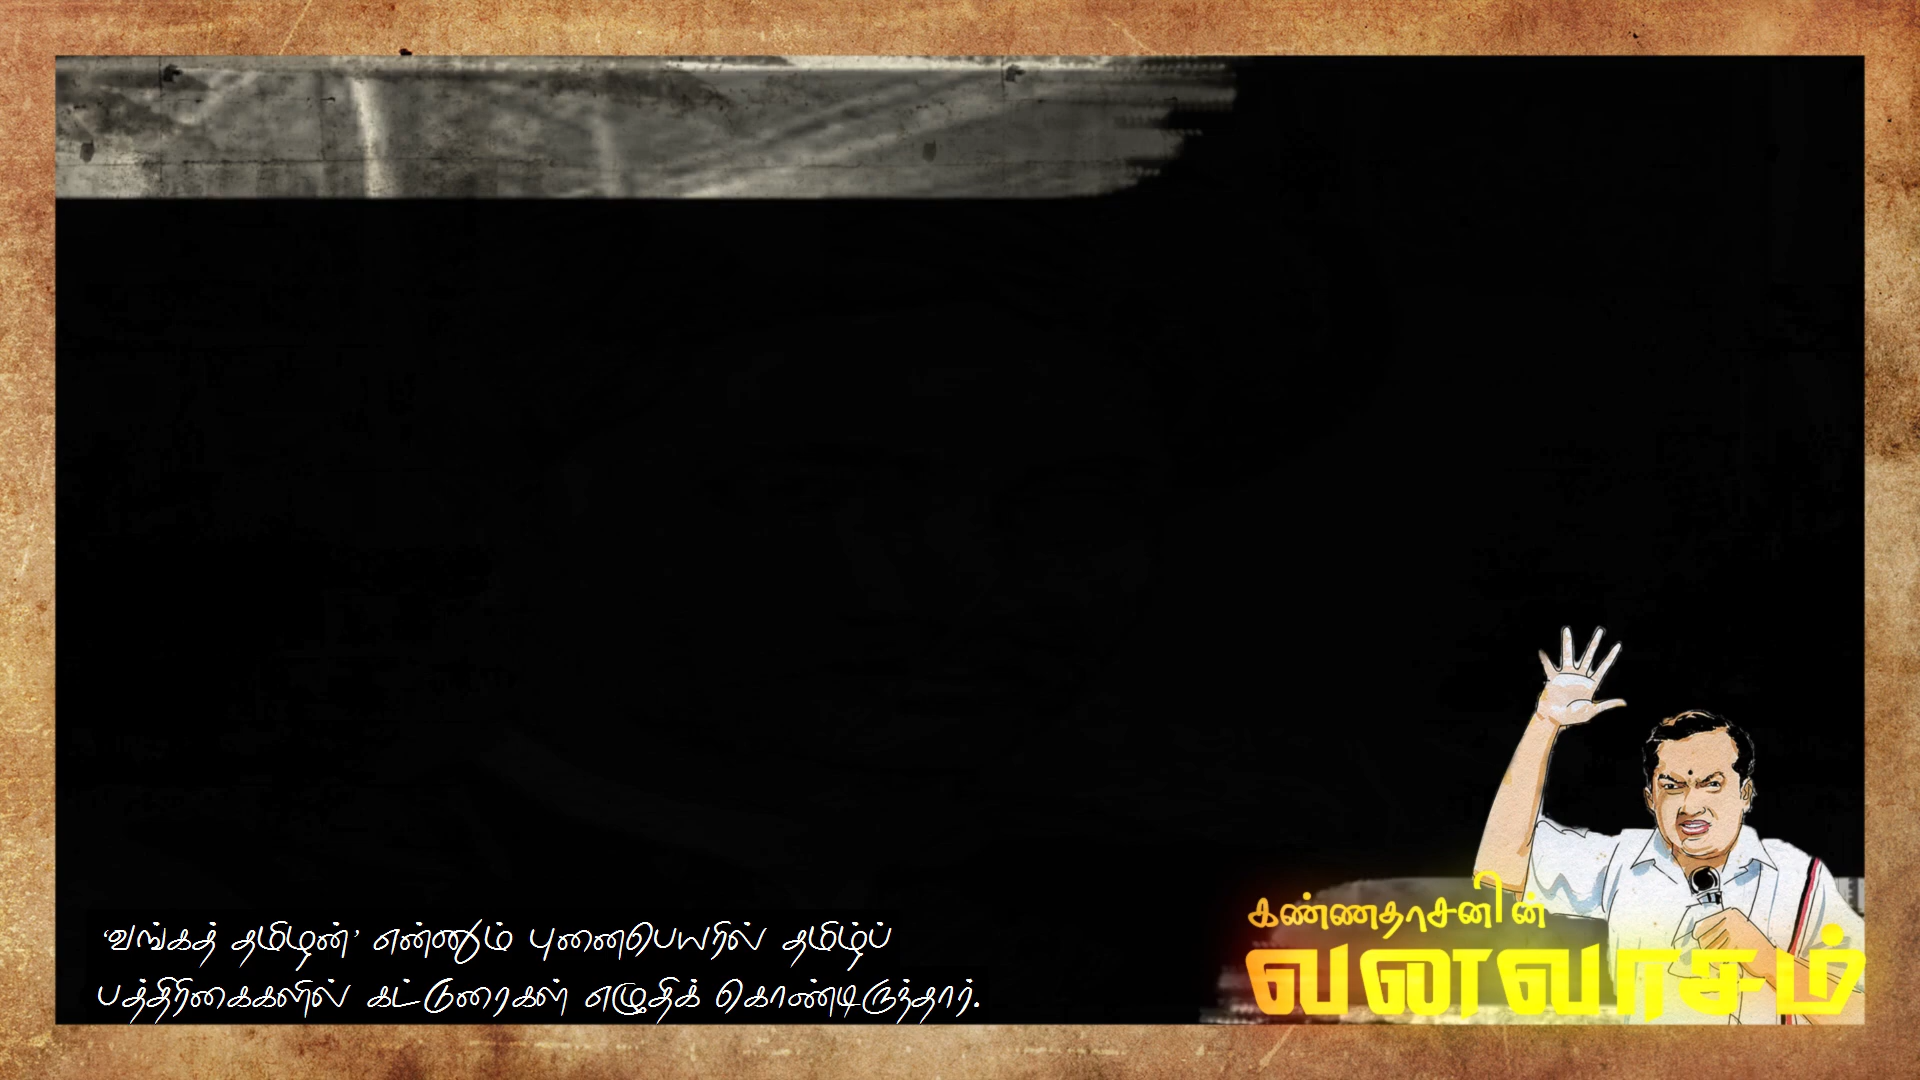 ‘வங்கத் தமிழன்’ என்னும் புனைபெயரில் தமிழ்ப்
பத்திரிகைகளில் கட்டுரைகள் எழுதிக் கொண்டிருந்தார்.
கண்ணதாசனின்
வனவாசம்